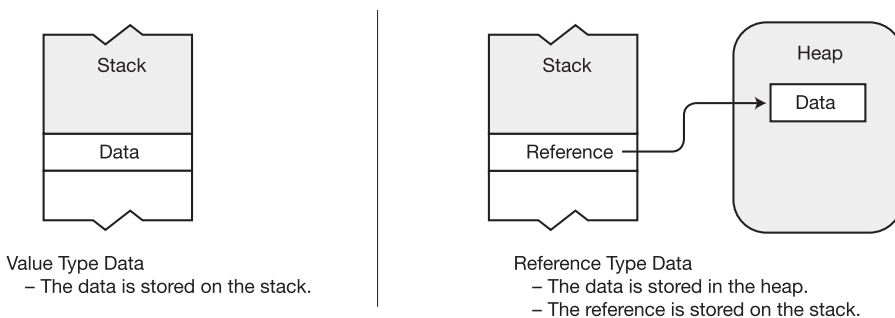 Stack
Data
Value Type Data
– The data is stored on the stack.
Stack
Reference
Heap
Data
Reference Type Data
– The data is stored in the heap.
– The reference is stored on the stack.